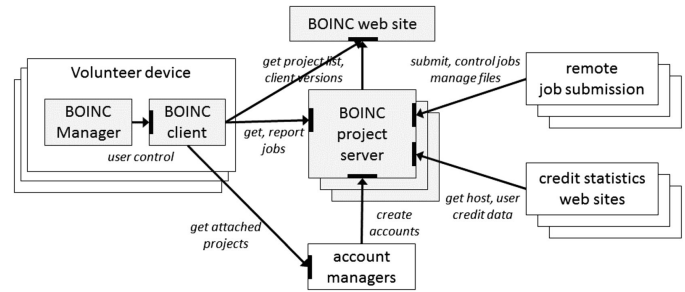 BOINC web site
get project list,
client versions
submit, control jobs
manage files
remote
job submission
Volunteer device
BOINC
Manager
BOINC
client
user control
get, report
jobs
BOINC
project
server
get host, user
credit data
credit statistics
web sites
get attached
projects
create
accounts
account
managers